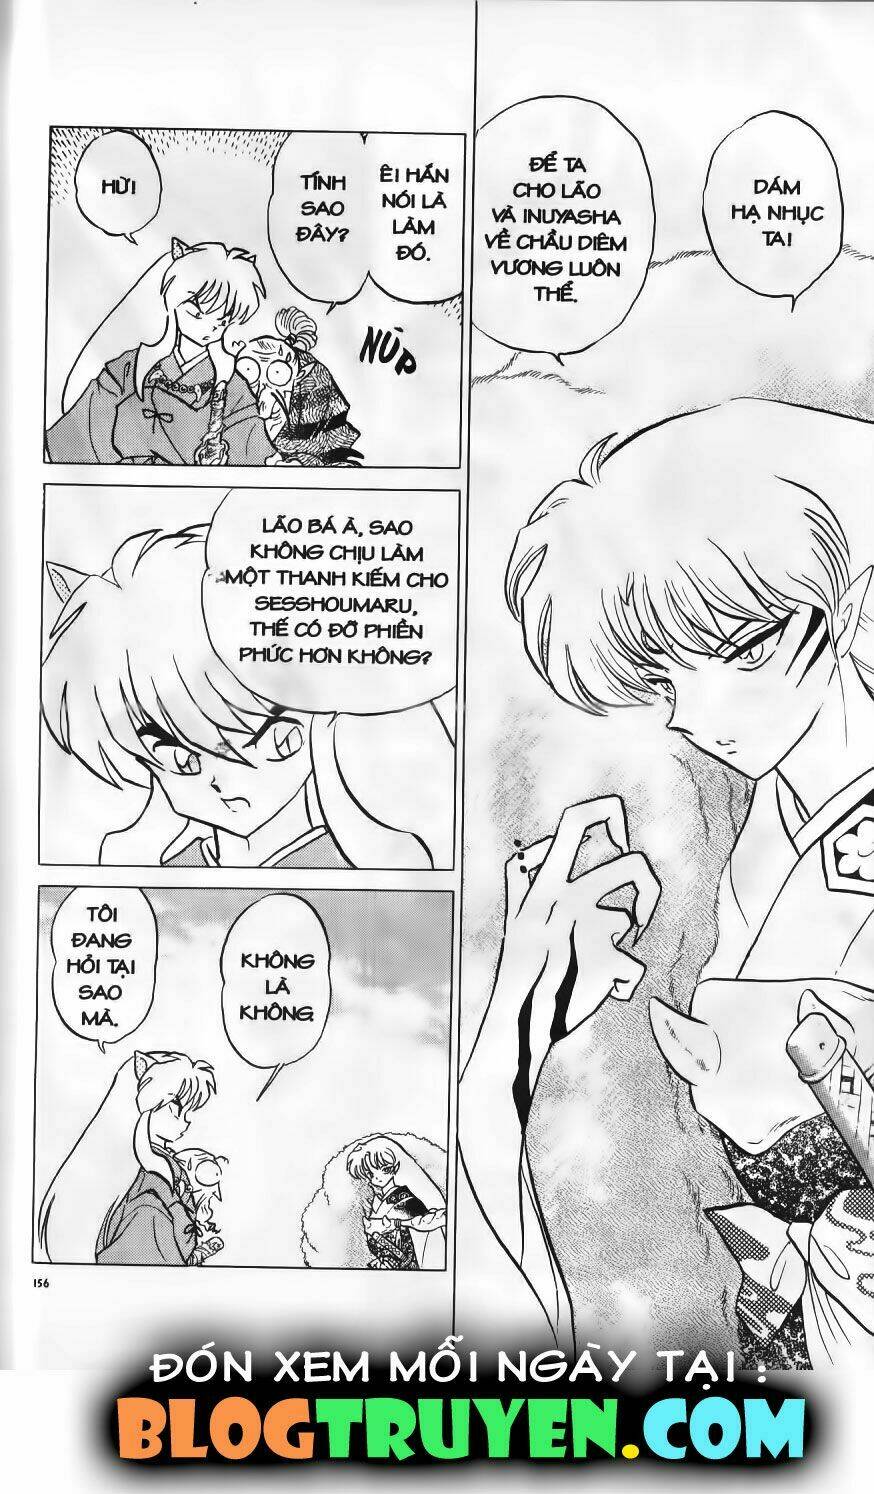 DÁM
HẠ NHỤC
TA!
ĐỂ TA
CHO LÃO
VÀ INUYASHA
VỀ CHẦU DIÊM
VƯƠNG LUÔN
THỂ.
ÊI HẮN
NÓI LÀ
LÀM
ĐÓ.
TÍNH
SAO
ĐÂY?
HỪ!
NÚP
LÃO BÁ À, SAO
KHÔNG CHỊU LÀM
MỘT THANH KIẾM CHO
SESSHOUMARU,
THẾ CÓ ĐỠ PHIỀN
PHỨC HƠN KHÔNG?
KHÔNG
LÀ
KHÔNG.
TÔI
ĐANG
HỎI TẠI
SAO
MÀ.
156
ĐÓN XEM MỖI NGÀY TẠI :
BLOGTRUYEN.COM